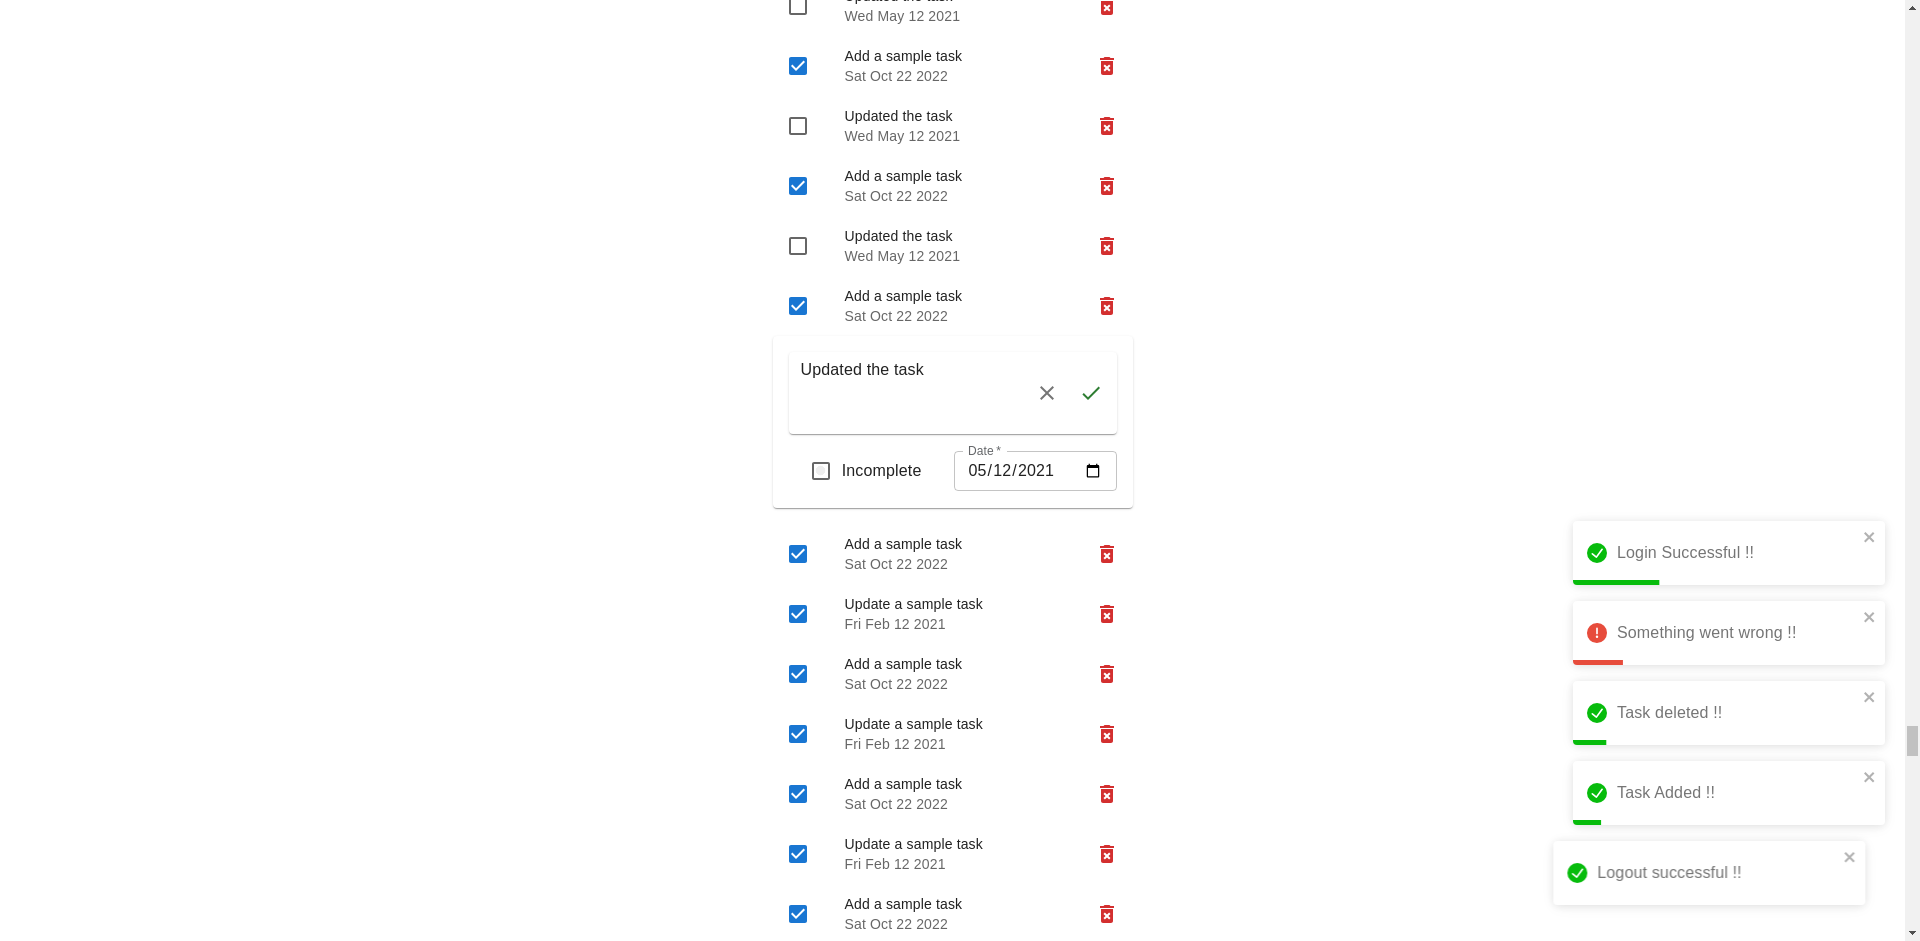 Updated the task
Wed May 12 2021
Add a sample task
Sat Oct 22 2022
Updated the task
Wed May 12 2021
Add a sample task
Sat Oct 22 2022
Updated the task
Wed May 12 2021
Add a sample task
Sat Oct 22 2022
Updated the task
Incomplete
Date *
05/12/2021
Add a sample task
Sat Oct 22 2022
Update a sample task
Fri Feb 12 2021
Add a sample task
Sat Oct 22 2022
Update a sample task
Fri Feb 12 2021
Add a sample task
Sat Oct 22 2022
Update a sample task
Fri Feb 12 2021
Add a sample task
Sat Oct 22 2022
Login Successful !!
Something went wrong !!
Task deleted !!
Task Added !!
Logout successful !!